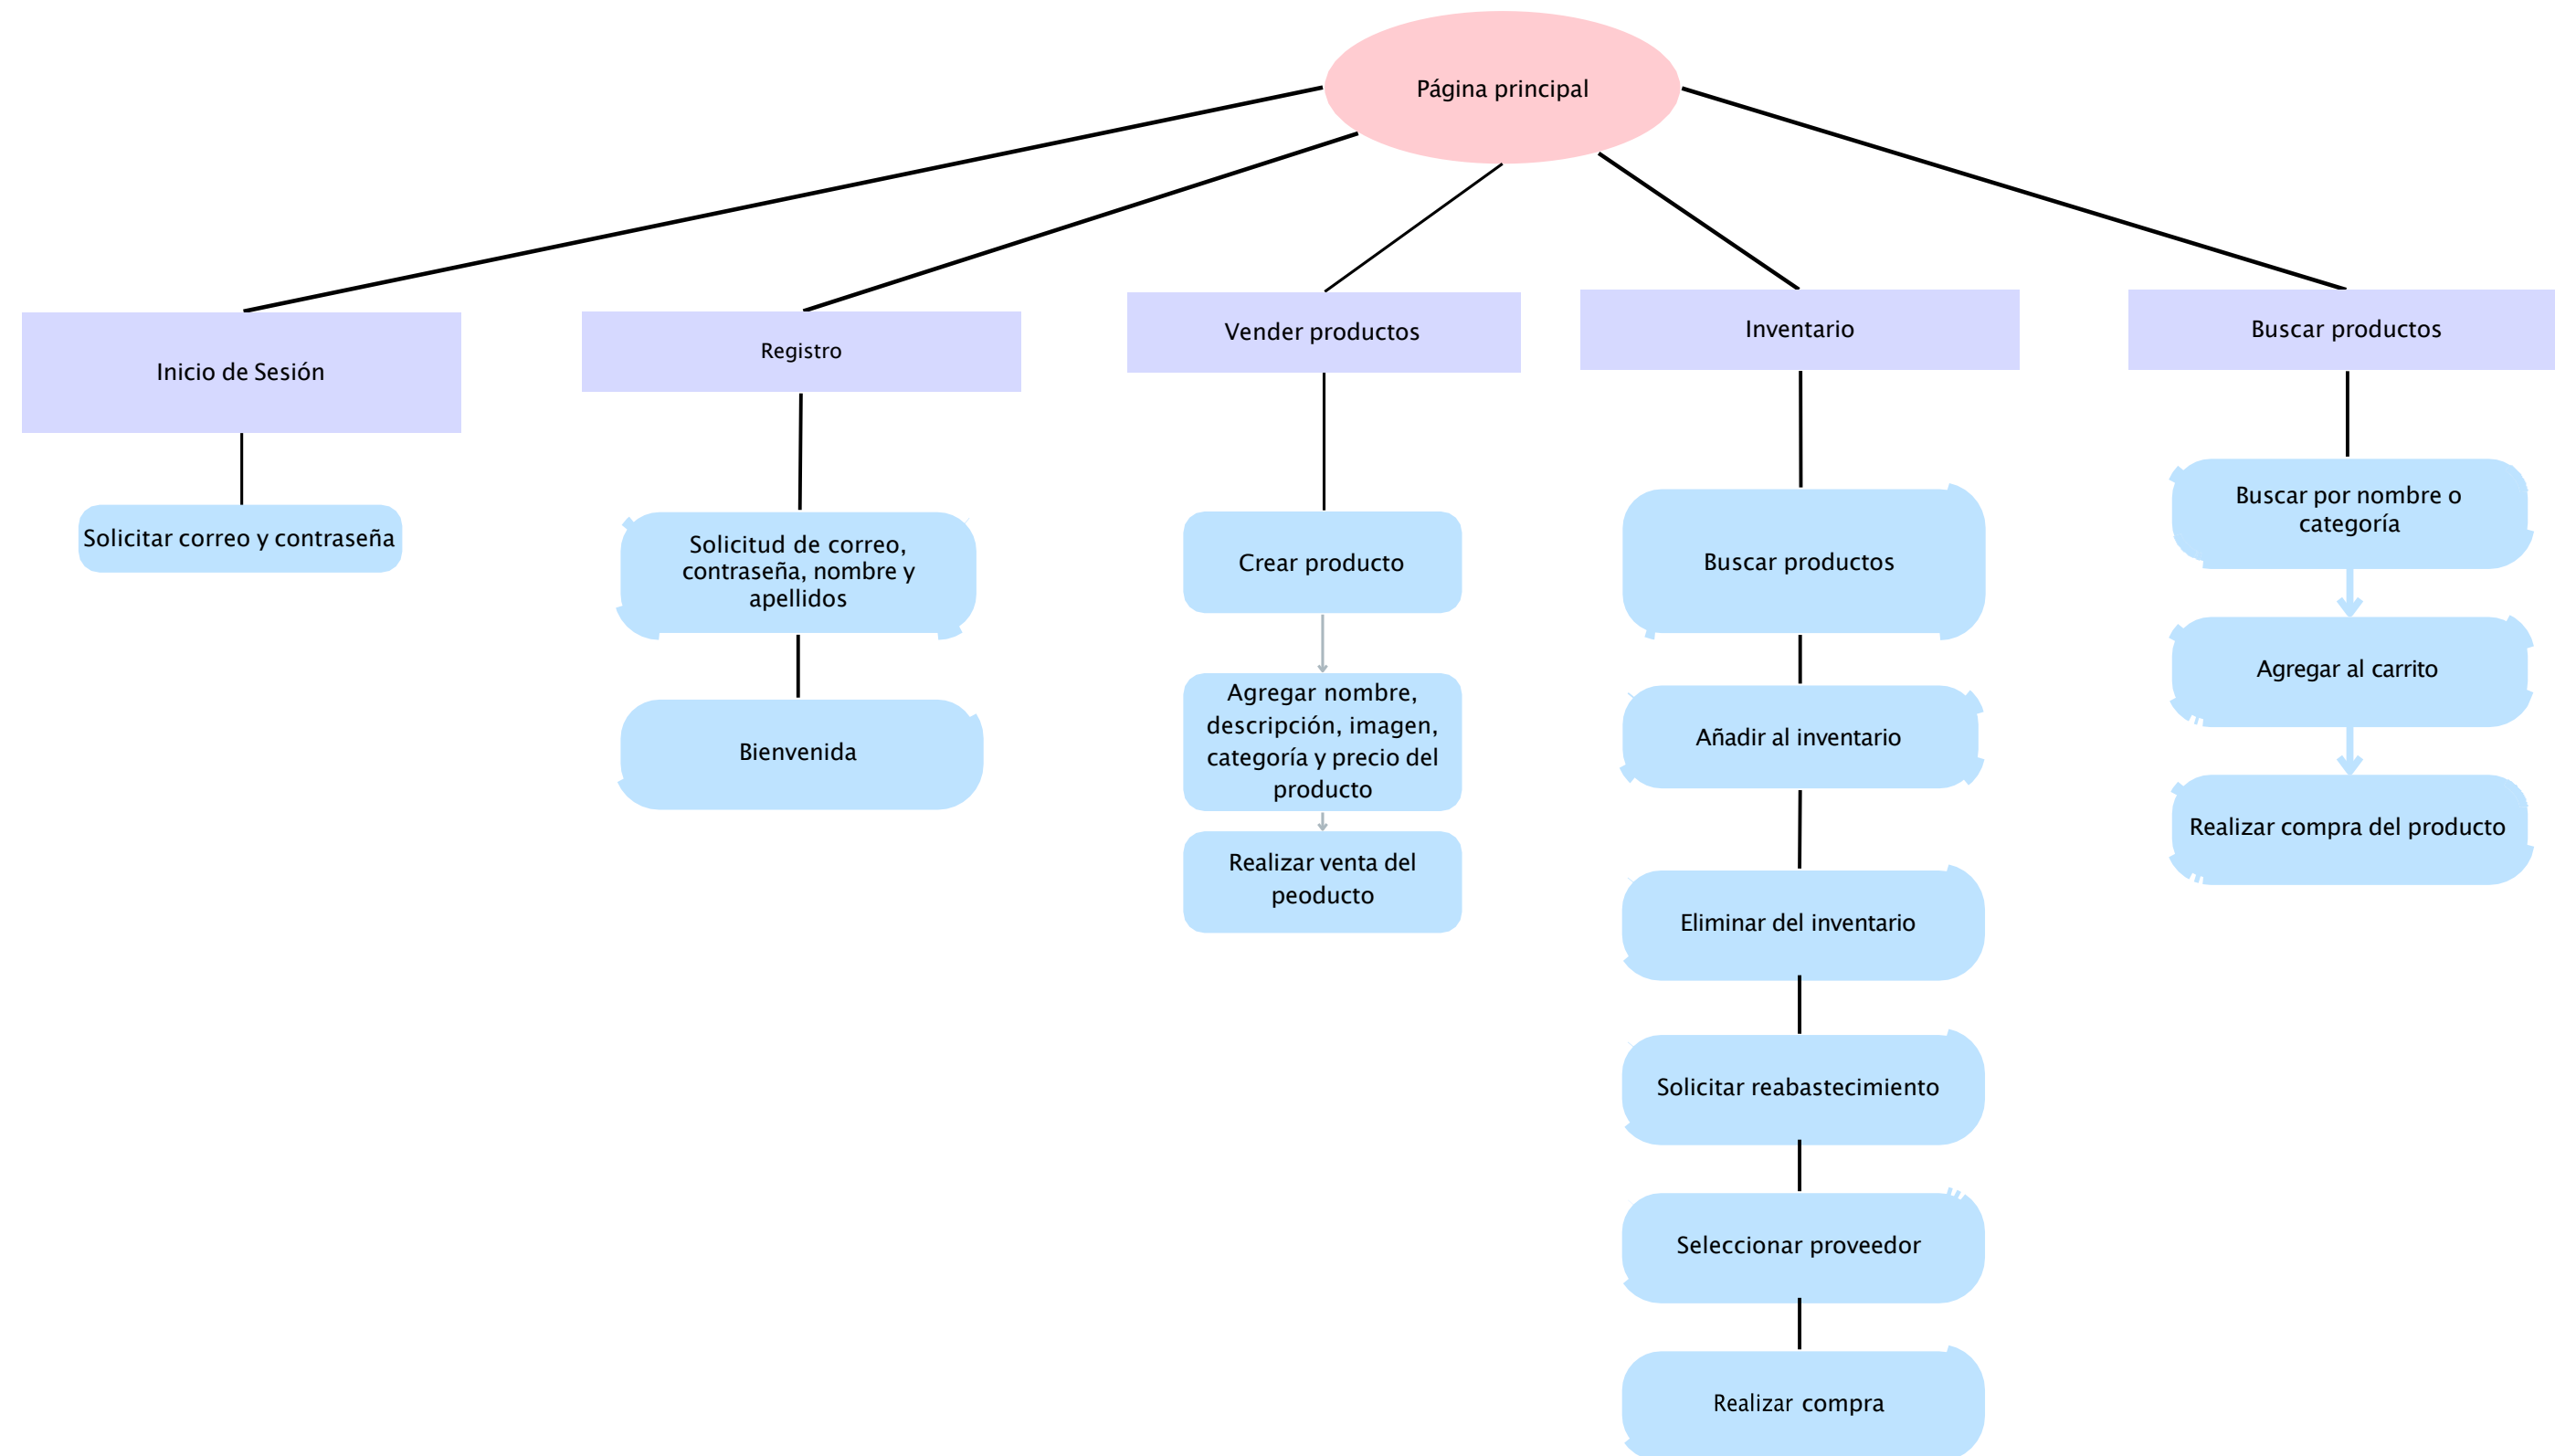 Página principal
Inicio de Sesión
Solicitar correo y contraseña
Registro
Solicitud de correo,
contraseña, nombre y
apellidos
Bienvenida
Vender productos
Crear producto
Agregar nombre,
descripción, imagen,
categoría y precio del
producto
Realizar venta del
peoducto
Inventario
Buscar productos
Añadir al inventario
Eliminar del inventario
Solicitar reabastecimiento
Seleccionar proveedor
Realizar compra
Buscar productos
Buscar por nombre o
categoría
Agregar al carrito
Realizar compra del producto